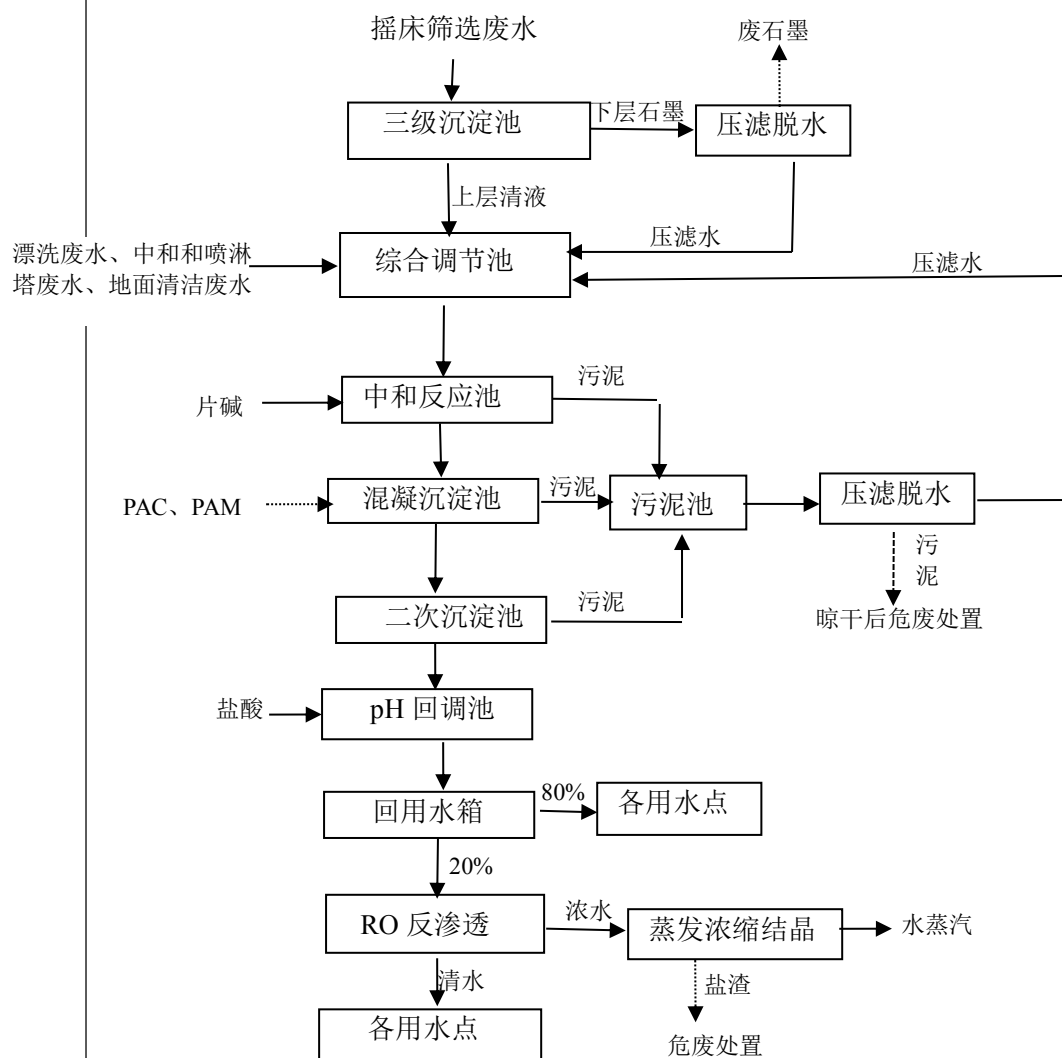 摇床筛选废水
废石墨
三级沉淀池
下层石墨
压滤脱水
上层清液
漂洗废水、中和和喷淋
塔废水、地面清洁废水
综合调节池
压滤水
压滤水
片碱
中和反应池
污泥
PAC、PAM
混凝沉淀池
污泥
污泥池
压滤脱水
污
泥
二次沉淀池
污泥
晾干后危废处置
盐酸
pH 回调池
回用水箱
80%
各用水点
20%
RO 反渗透
浓水
蒸发浓缩结晶
水蒸汽
清水
盐渣
各用水点
危废处置